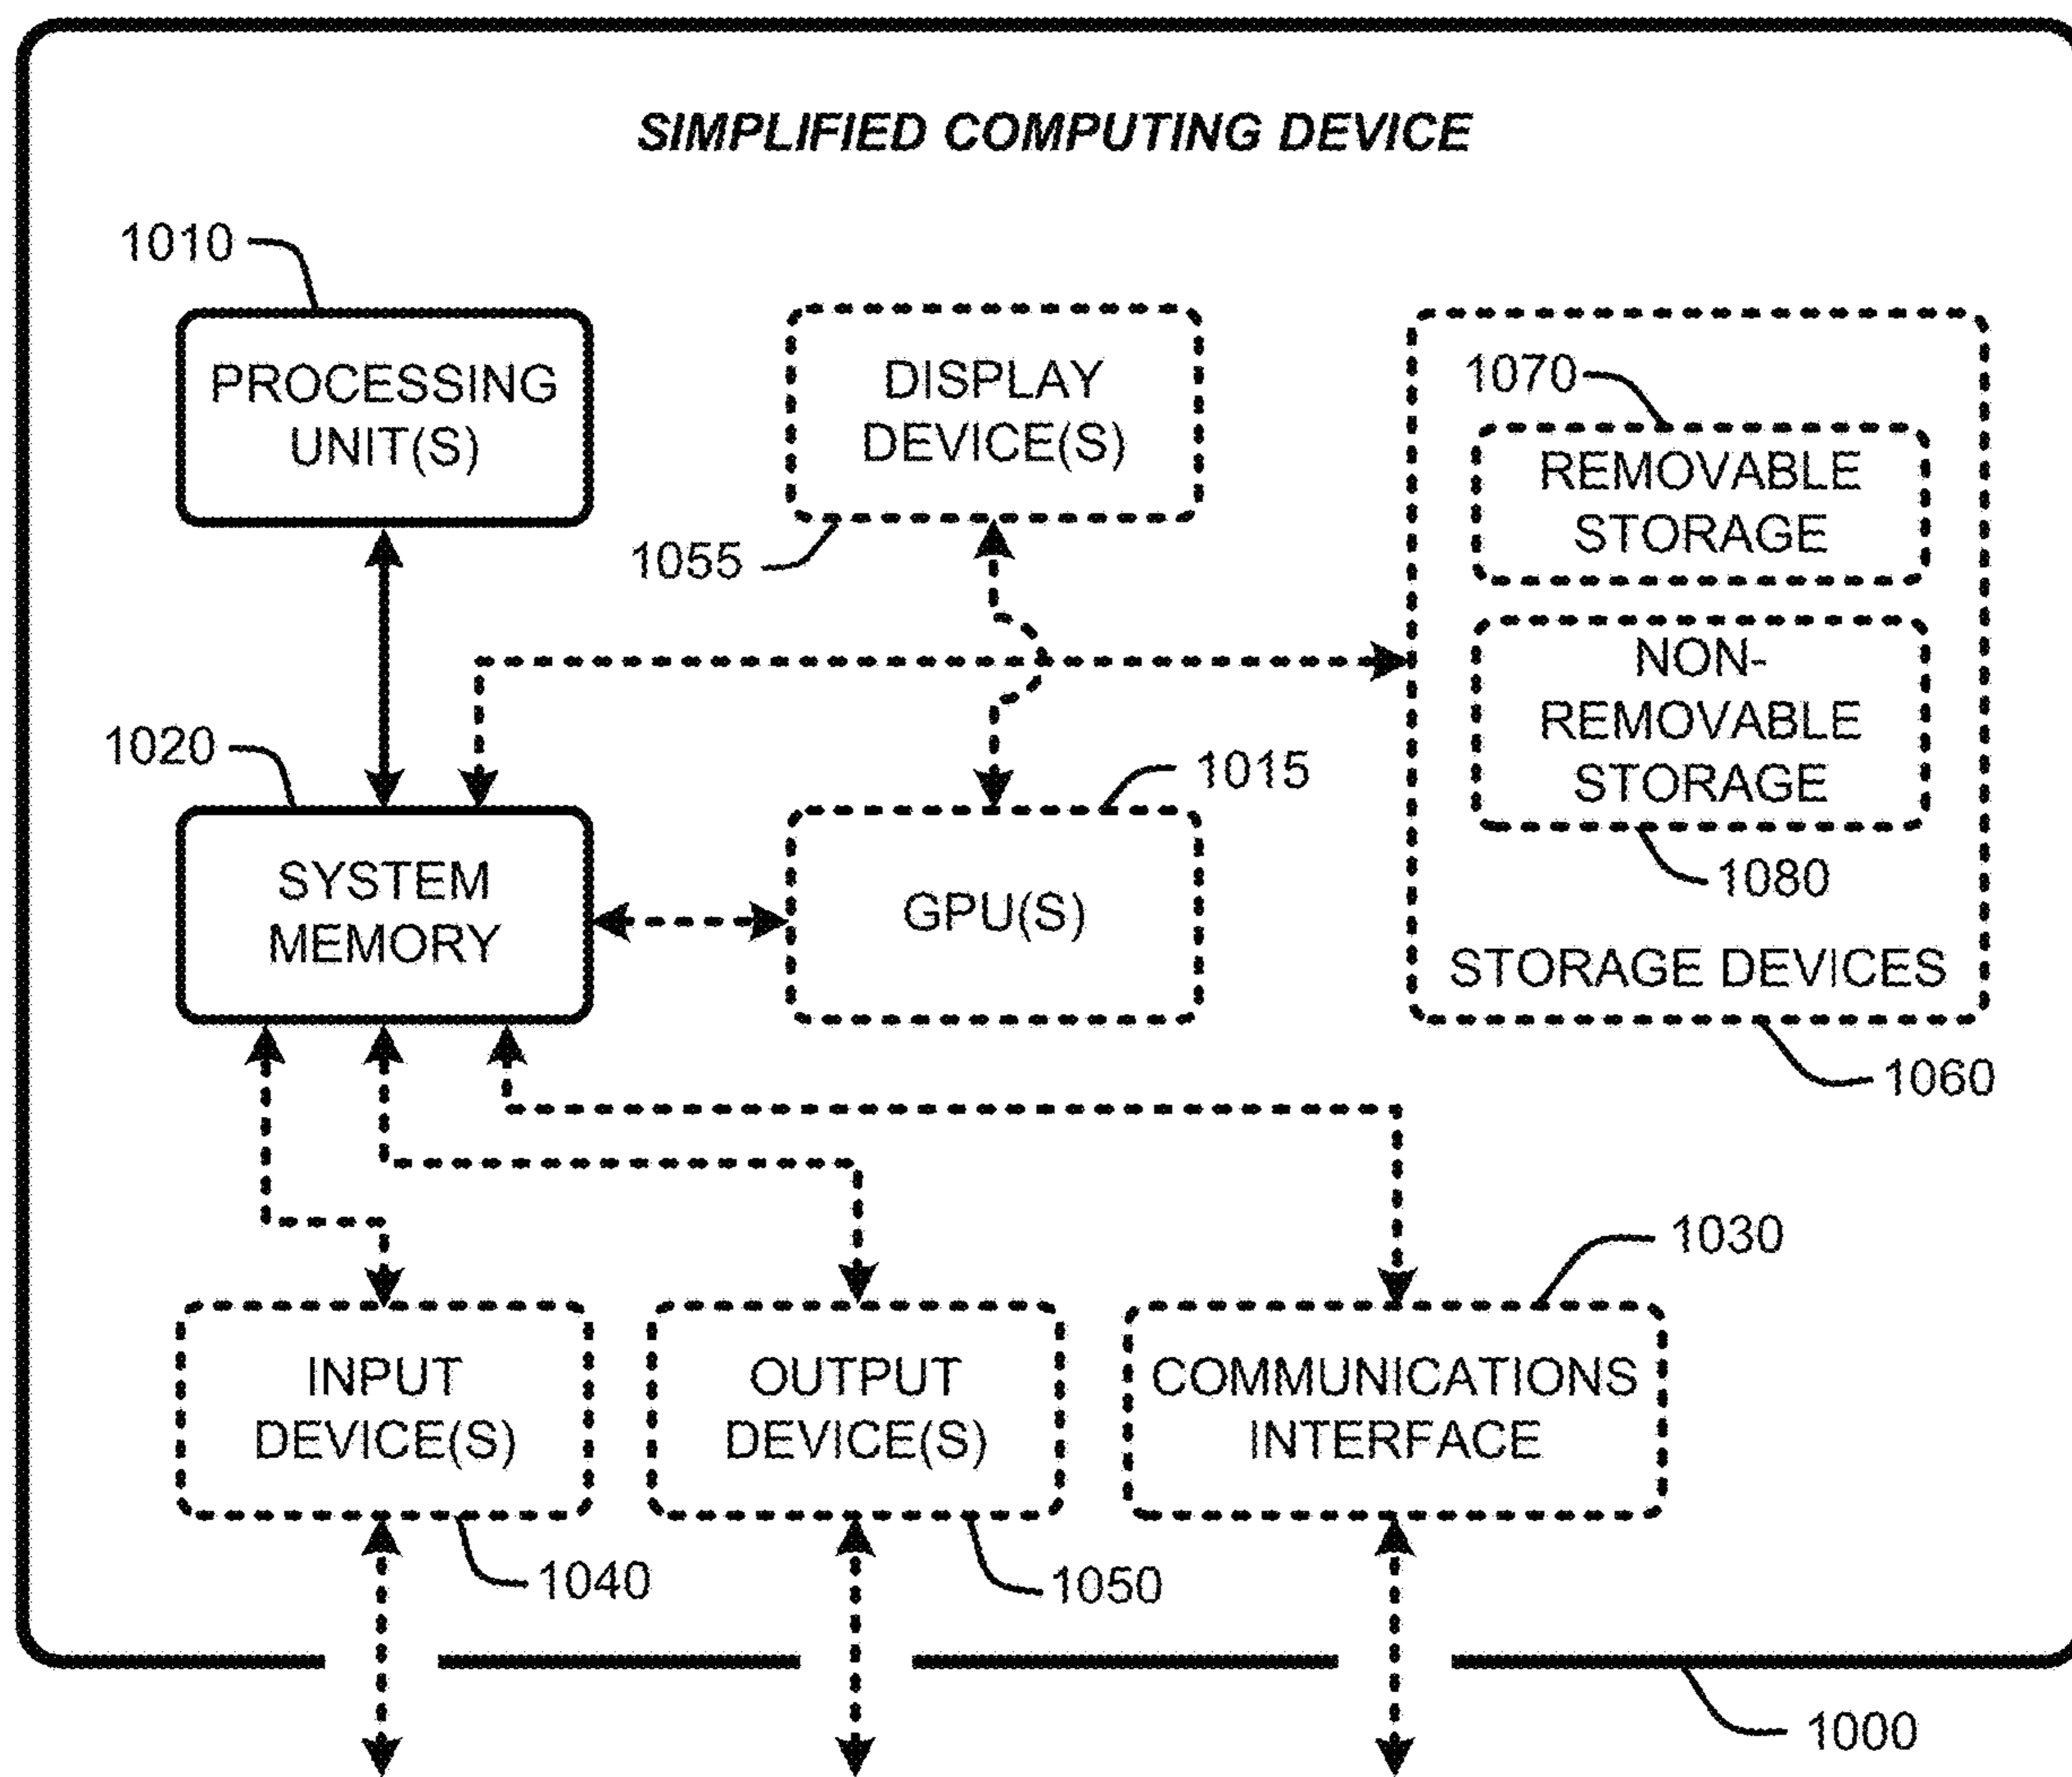 SIMPLIFIED COMPUTING DEVICE
1010
PROCESSING
UNIT(S)
DISPLAY
DEVICE(S)
1055
1070
REMOVABLE
STORAGE
NON-
REMOVABLE
STORAGE
1080
STORAGE DEVICES
1060
1020
SYSTEM
MEMORY
1015
GPU(S)
1030
INPUT
DEVICE(S)
1040
OUTPUT
DEVICE(S)
1050
COMMUNICATIONS
INTERFACE
1000